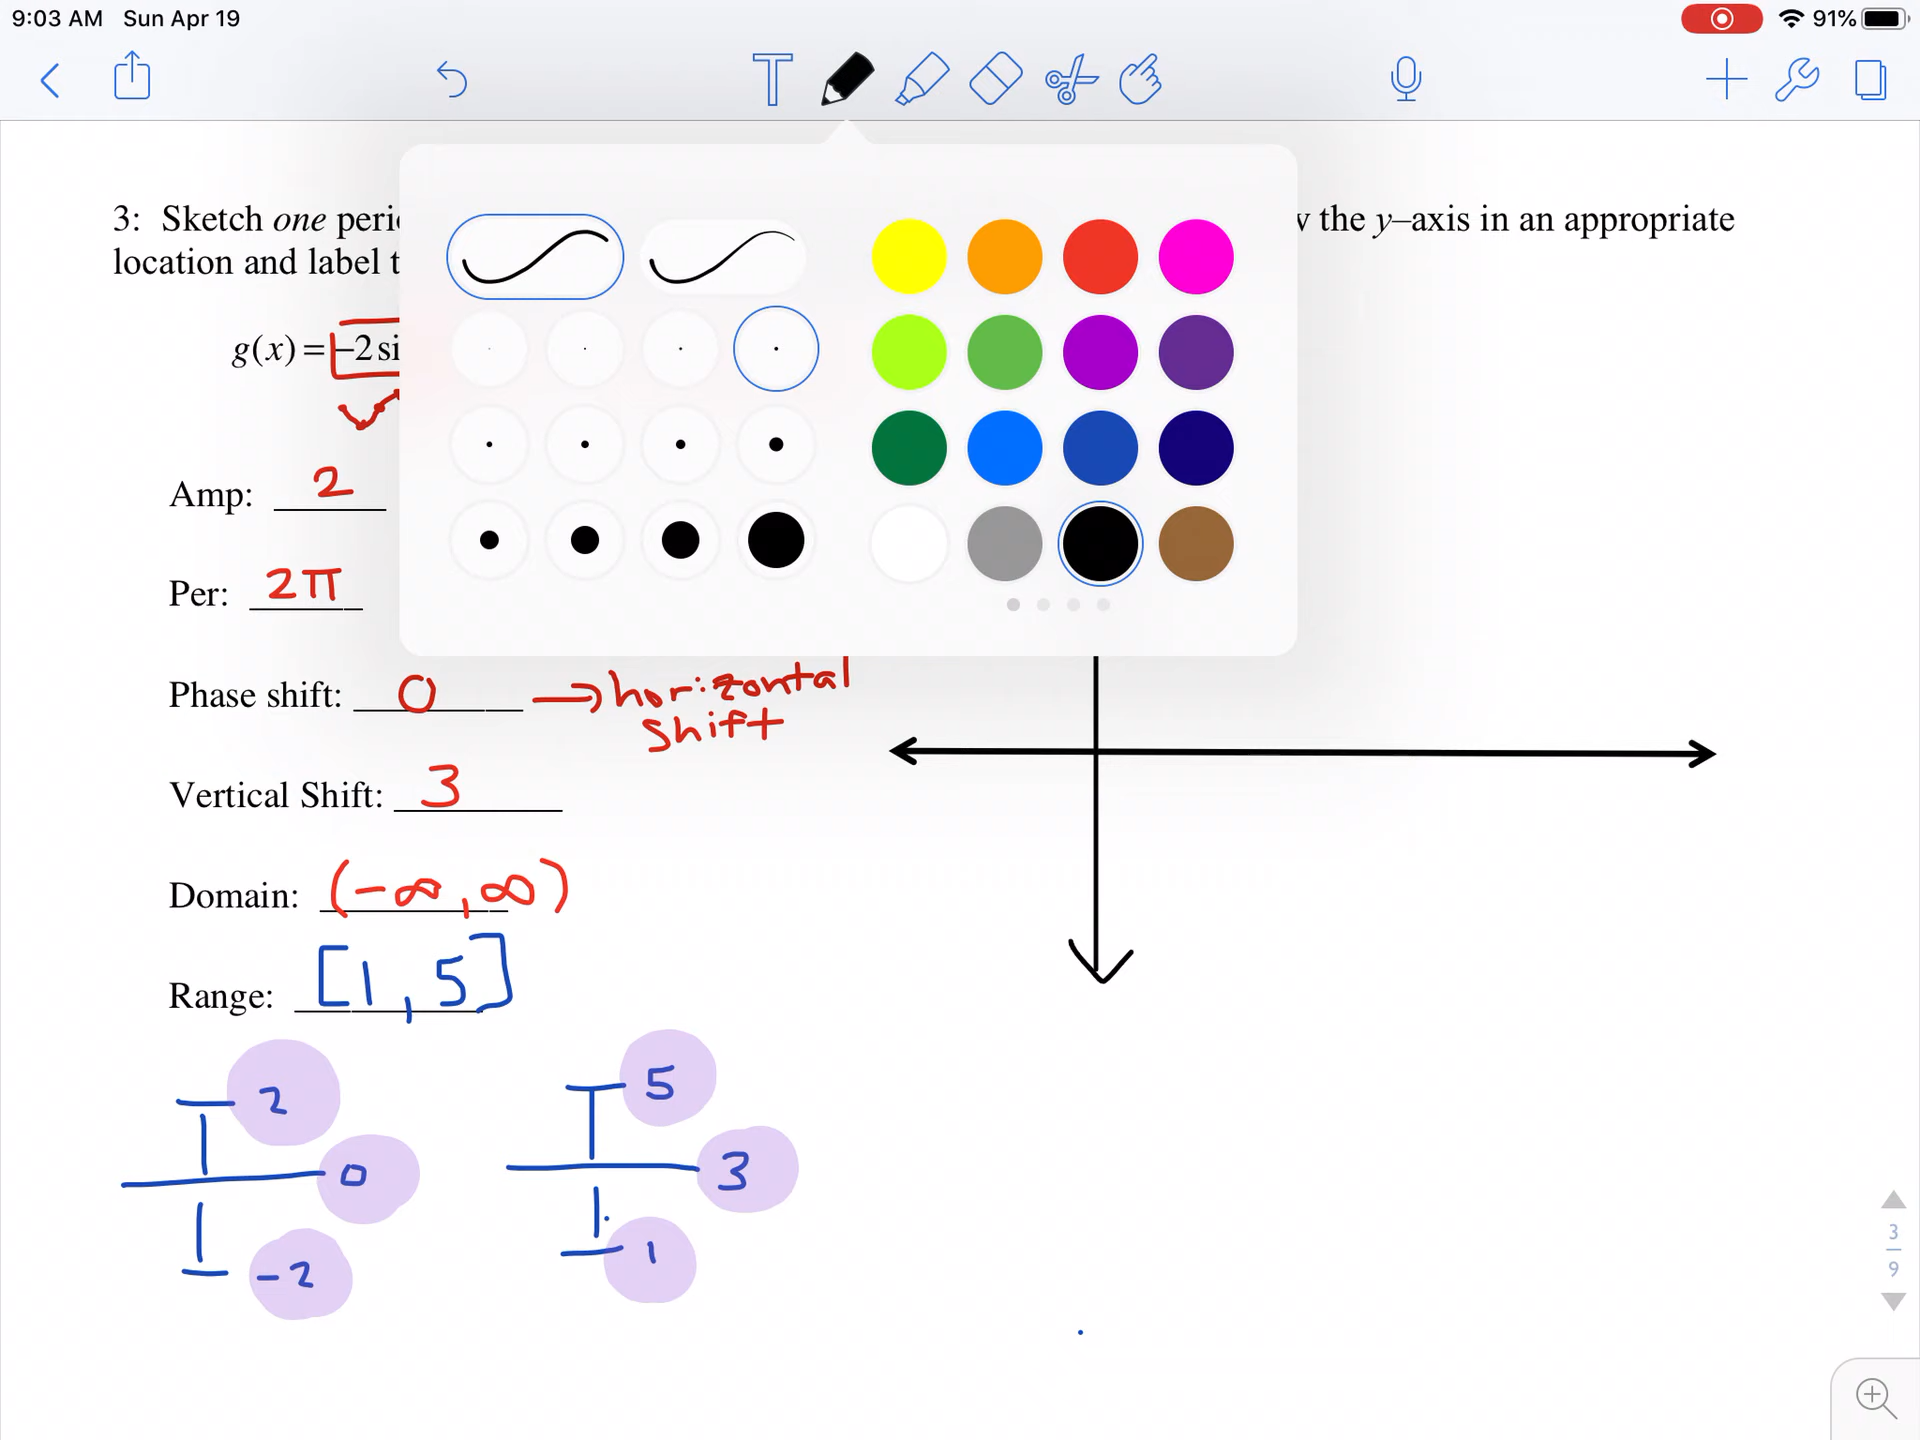 9:03 AM Sun Apr 19
91%
T
3: Sketch one
the y–axis in an appropriate
location and label
g(x) = −2
Amp: 2
Per: 2π
Phase shift: 0 → horizontal
shift
Vertical Shift: 3
Domain: (-∞, ∞)
Range: [1, 5]
2
0
-2
5
3
1
3
9